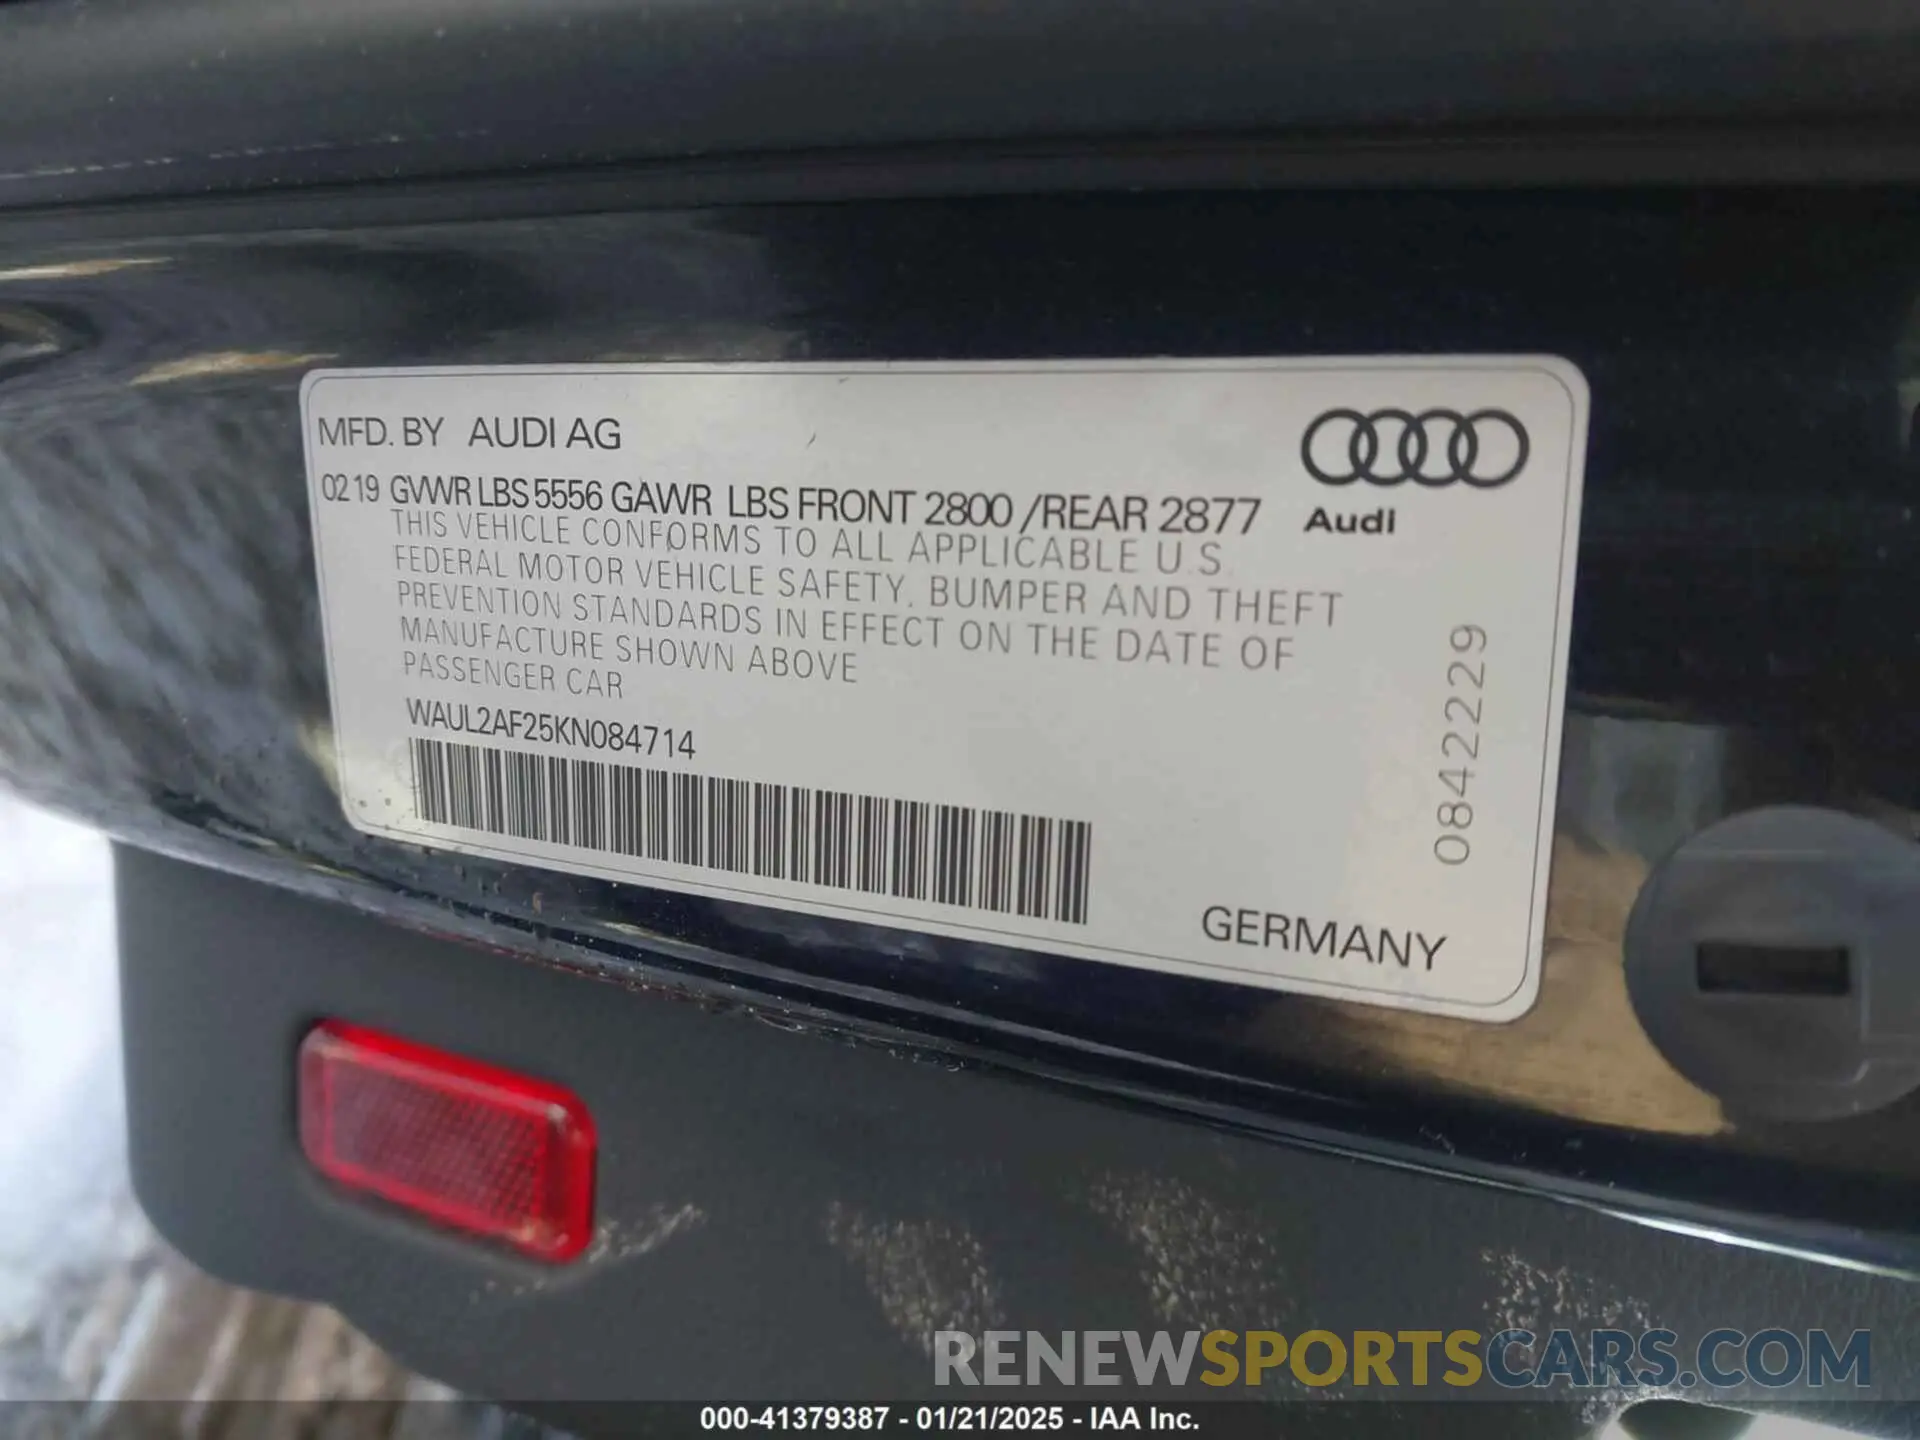 MFD. BY AUDI AG
02 19 GVWR LBS 5556 GAWR LBS FRONT 2800 /REAR 2877
Audi
THIS VEHICLE CONFORMS TO ALL APPLICABLE U.S.
FEDERAL MOTOR VEHICLE SAFETY, BUMPER AND THEFT
PREVENTION STANDARDS IN EFFECT ON THE DATE OF
MANUFACTURE SHOWN ABOVE
PASSENGER CAR
WAUL2AF25KN084714
0842229
GERMANY
RENEWSPORTSCARS.COM
000-41379387 - 01/21/2025 - IAA Inc.